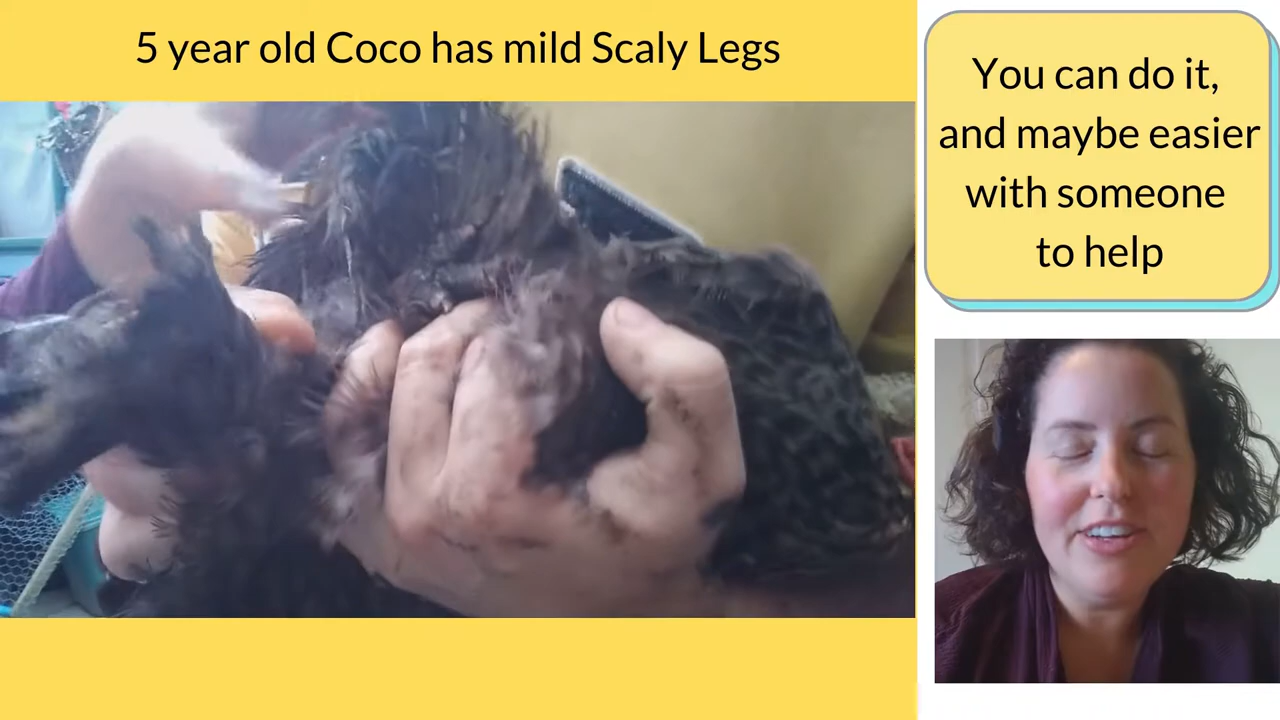 5 year old Coco has mild Scaly Legs
You can do it,
and maybe easier
with someone
to help